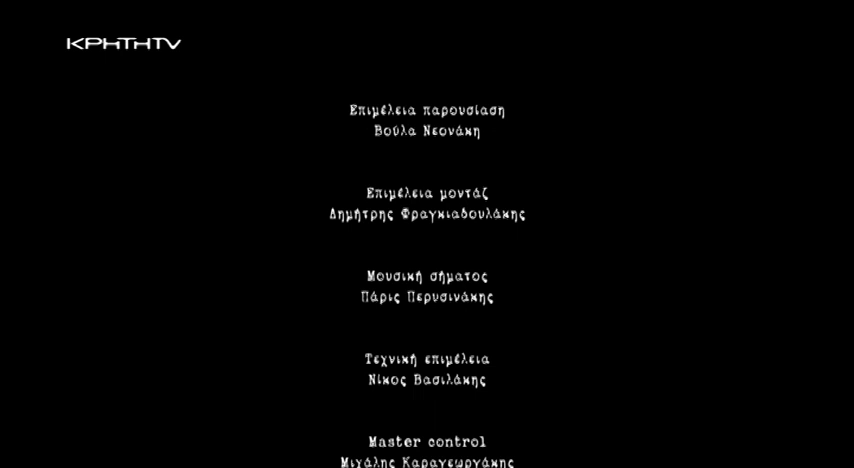 ΚΡΗΤΗTV
Επιμέλεια παρουσίαση
Βούλα Νεονάκη
Επιμέλεια μοντάζ
Δημήτρης Φραγκιαδουλάκης
Μουσική σήματος
Πάρις Περυσινάκης
Τεχνική επιμέλεια
Νίκος Βασιλάκης
Master control
Μιχάλης Καραγεωργάκης